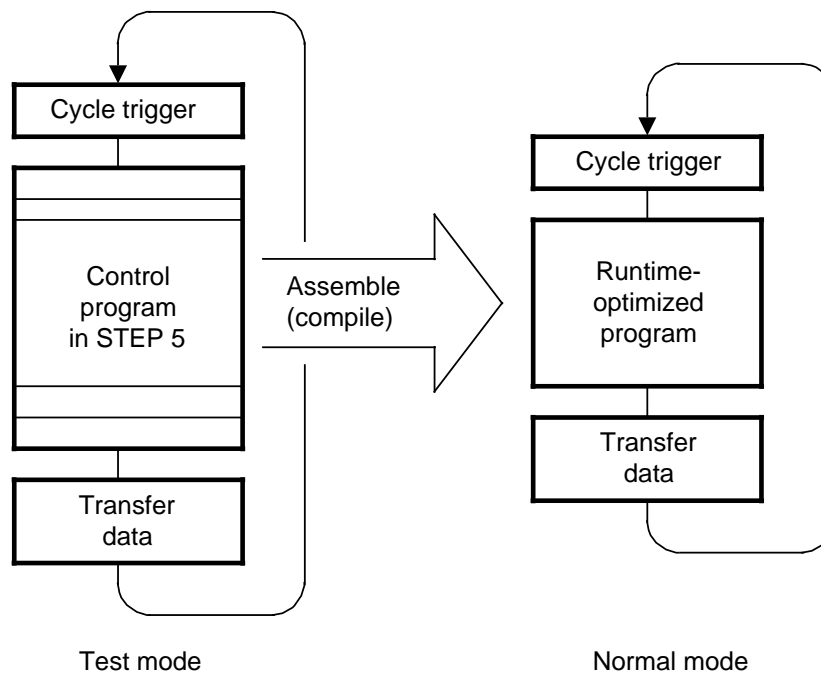 Cycle trigger
Control
program
in STEP 5
Transfer
data
Assemble
(compile)
Cycle trigger
Runtime-
optimized
program
Transfer
data
Test mode
Normal mode